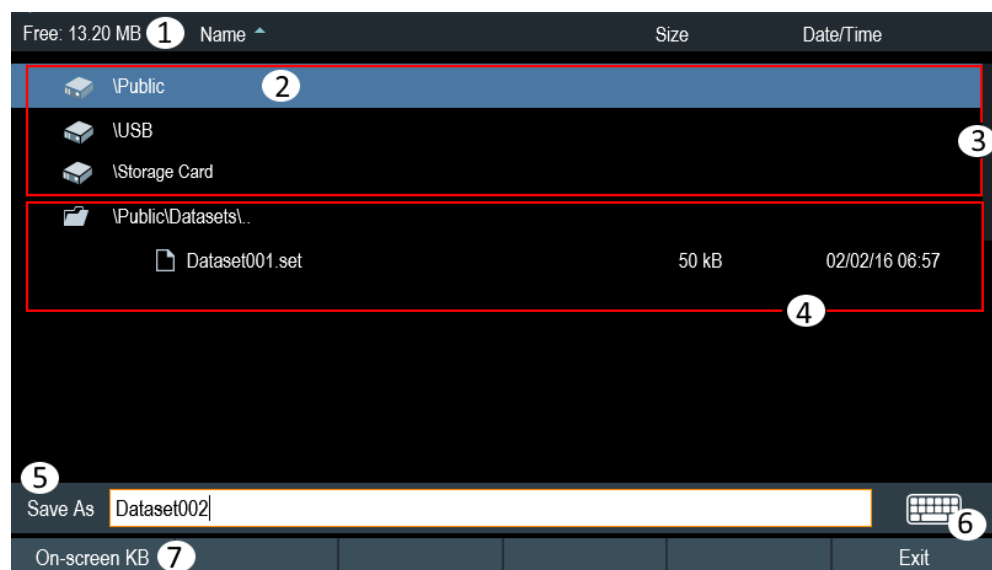 Free: 13.20 MB 1 Name Size Date/Time
\Public 2
\USB
3
\Storage Card
\Public\Datasets\..
Dataset001.set 50 kB 02/02/16 06:57
4
5
Save As Dataset002
6
On-screen KB 7 Exit